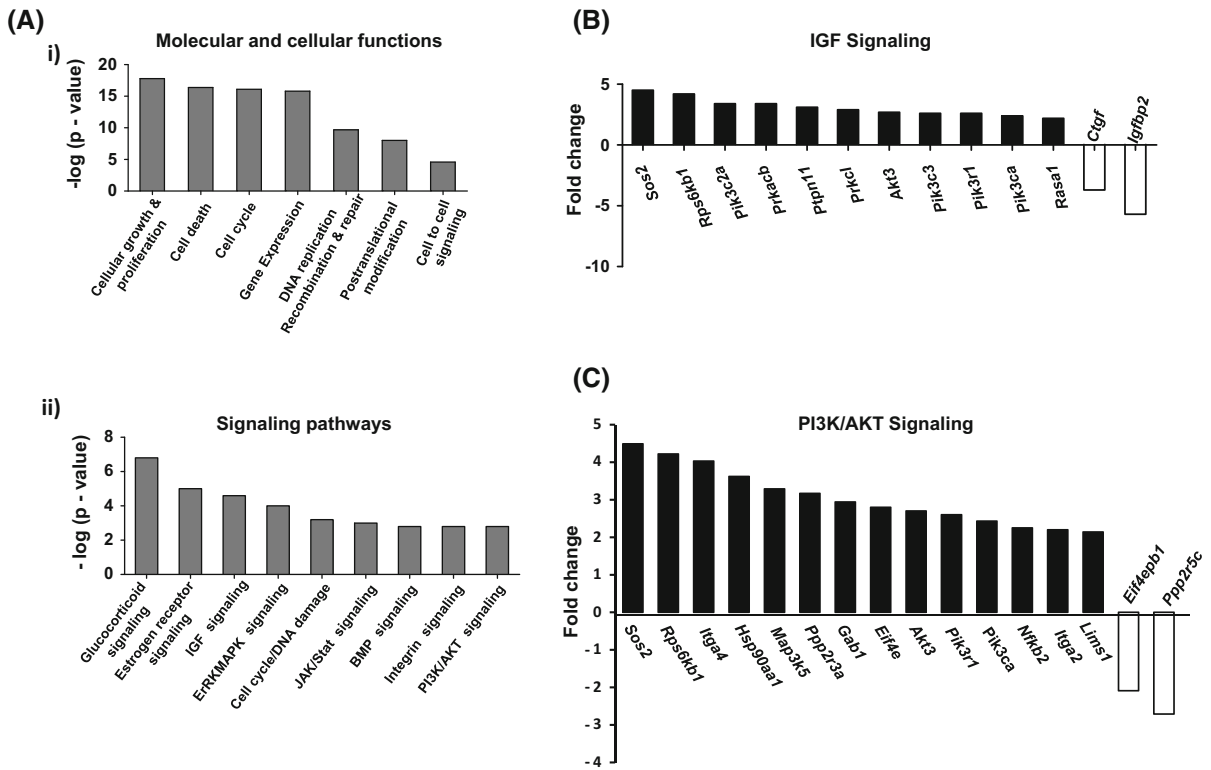 (A)
Molecular and cellular functions
i)
-log (p - value)
20
15
10
5
0
Cellular growth &
proliferation
Cell death
Cell cycle
Gene Expression
DNA replication
Recombination & repair
Postranslational
modification
Cell to cell
signaling
ii)
Signaling pathways
- log (p - value)
8
6
4
2
0
Glucocorticoid
signaling
Estrogen receptor
signaling
IGF signaling
ErRKMAPK signaling
Cell cycle/DNA damage
JAK/Stat signaling
BMP signaling
Integrin signaling
PI3K/AKT signaling
(B)
IGF Signaling
Fold change
5
0
-5
-10
Sos2
Rps6kb1
Pik3c2a
Prkacb
Ptpn11
Prkcl
Akt3
Pik3c3
Pik3r1
Pik3ca
Rasa1
Ctgf
Igfbp2
(C)
PI3K/AKT Signaling
Fold change
5
4
3
2
1
0
-1
-2
-3
-4
Sos2
Rps6kb1
Itga4
Hsp90aa1
Map3k5
Ppp2r3a
Gab1
Eif4e
Akt3
Pik3r1
Pik3ca
Nfkb2
Itga2
Lims1
Eif4epb1
Ppp2r5c